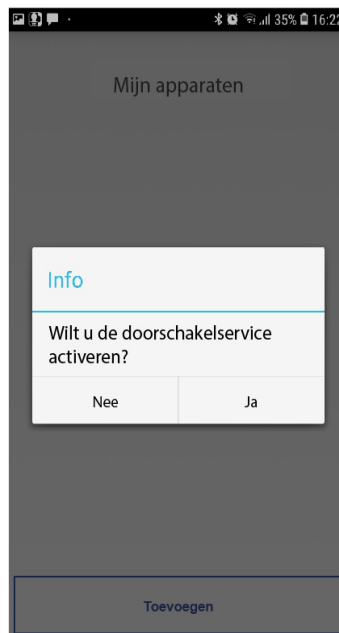 35% 16:22
Mijn apparaten
Info
Wilt u de doorschakelservice
activeren?
Nee Ja
Toevoegen